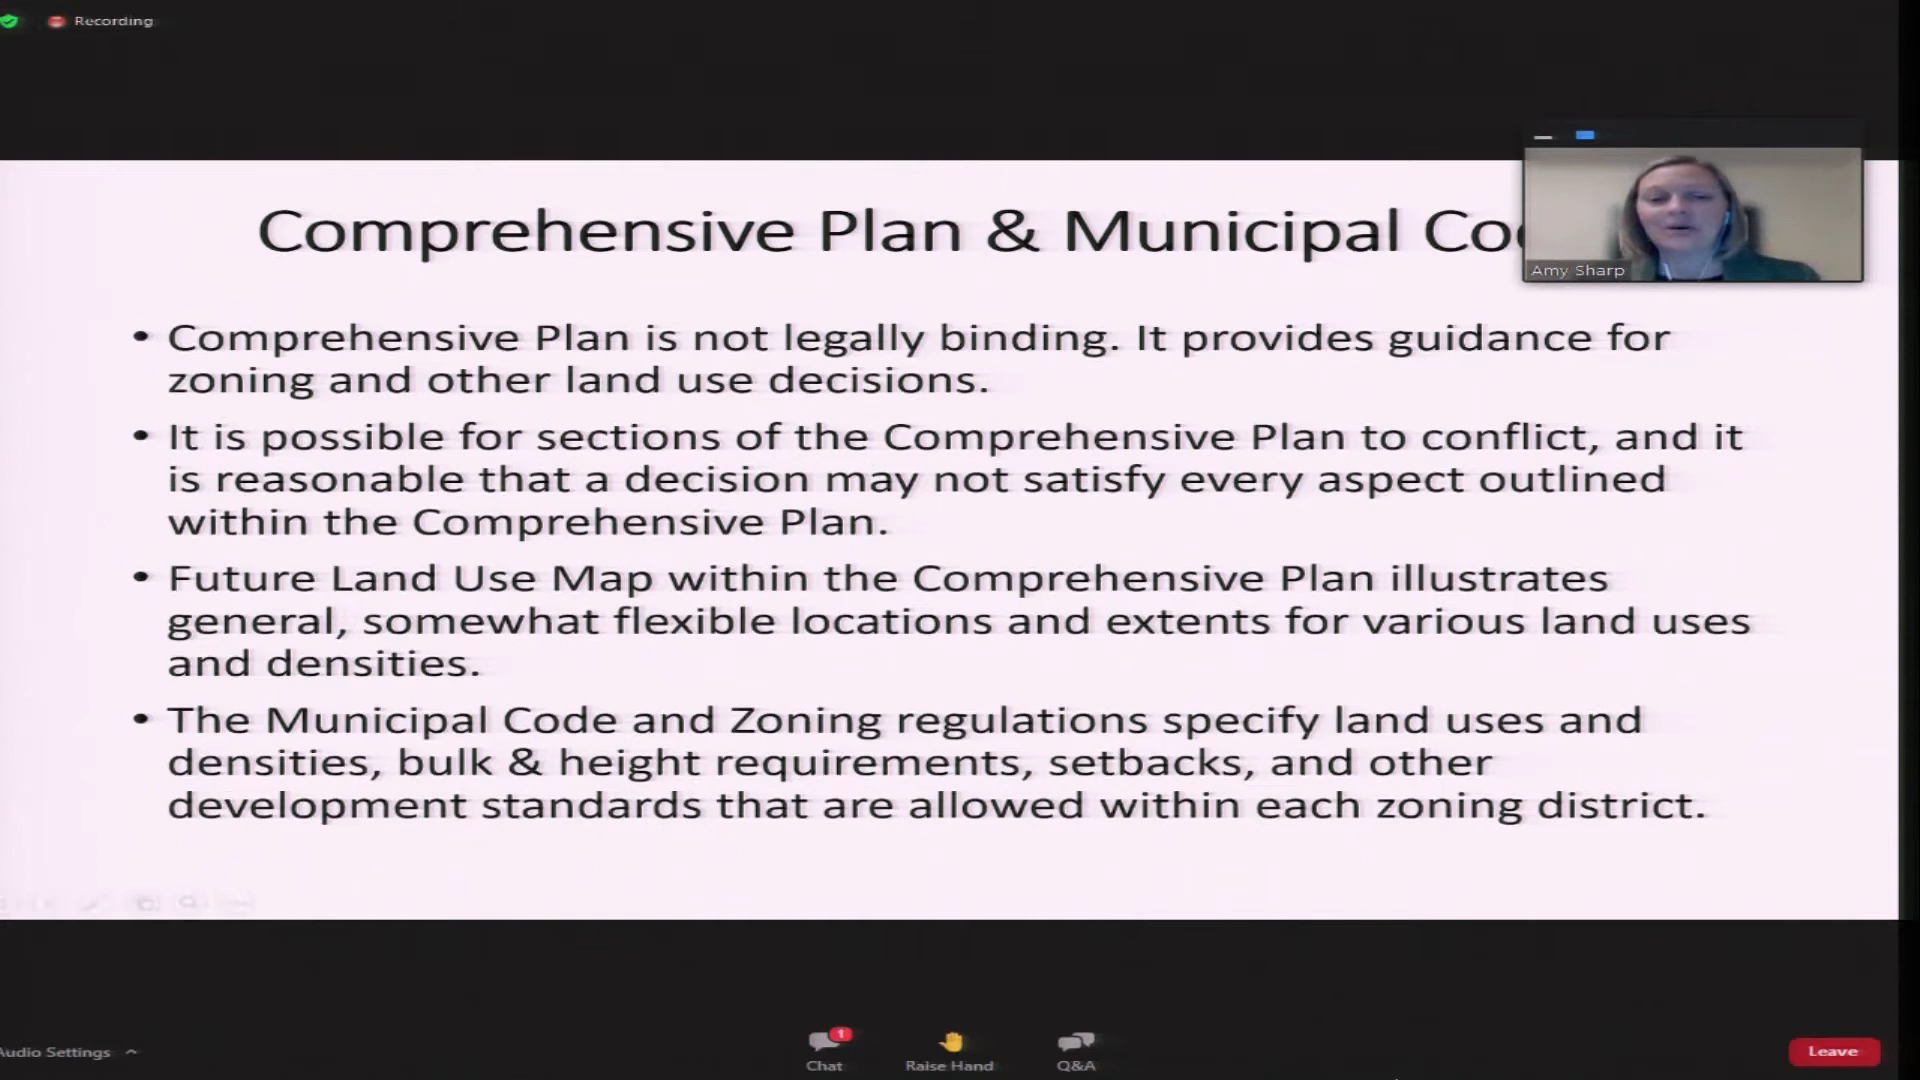 Recording
Comprehensive Plan & Municipal
Amy Sharp
• Comprehensive Plan is not legally binding. It provides guidance for
zoning and other land use decisions.
• It is possible for sections of the Comprehensive Plan to conflict, and it
is reasonable that a decision may not satisfy every aspect outlined
within the Comprehensive Plan.
• Future Land Use Map within the Comprehensive Plan illustrates
general, somewhat flexible locations and extents for various land uses
and densities.
• The Municipal Code and Zoning regulations specify land uses and
densities, bulk & height requirements, setbacks, and other
development standards that are allowed within each zoning district.
Audio Settings
1
Chat
Raise Hand
Q&A
Leave